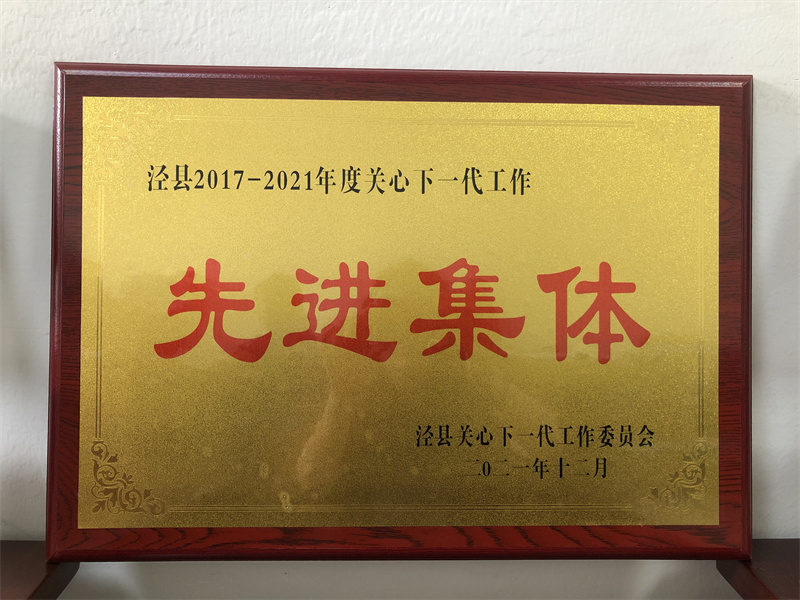 泾县2017-2021年度关心下一代工作
先进集体
泾县关心下一代工作委员会
二0二一年十二月